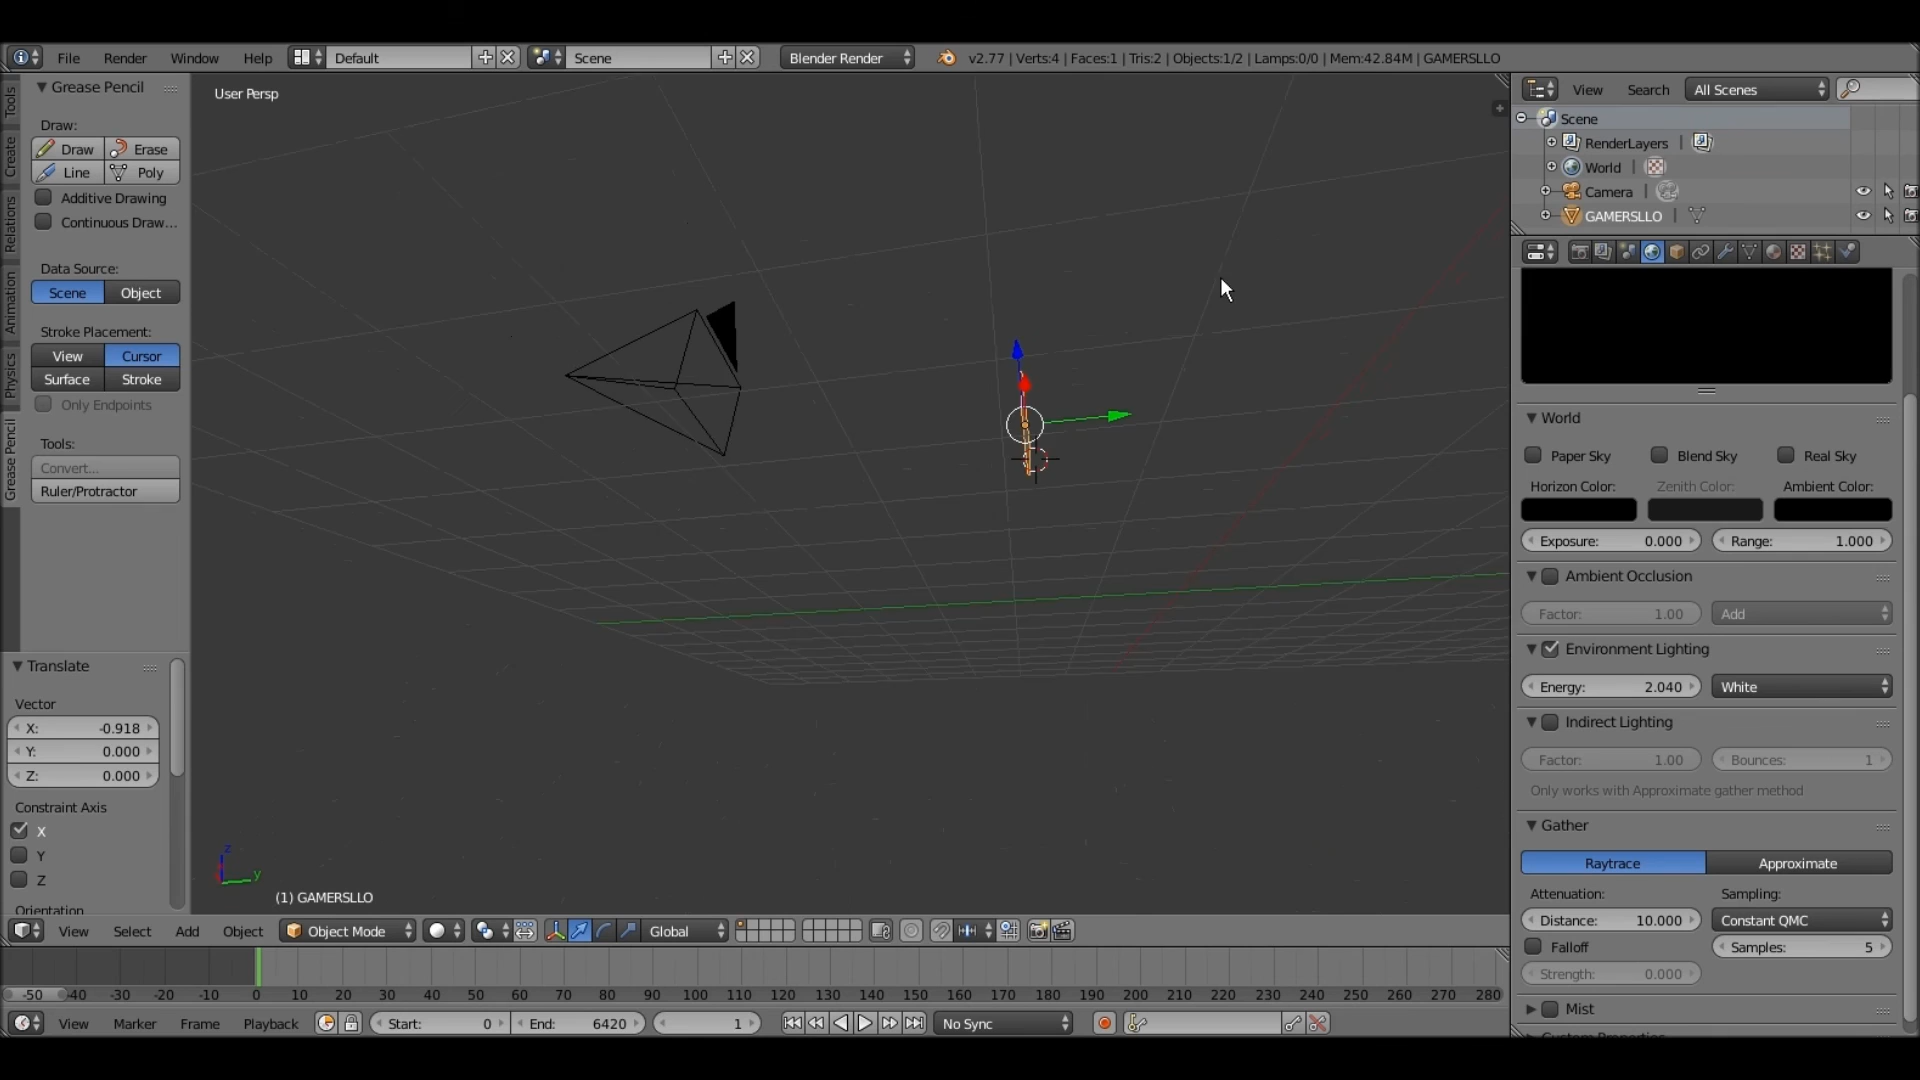 File Render Window Help Default Scene Blender Render v2.77 | Verts:4 | Faces:1 | Tris:2 | Objects:1/2 | Lamps:0/0 | Mem:42.84M | GAMERSLLO
Tools
Create
Relations
Animation
Physics
Grease Pencil
Grease Pencil
Draw:
Draw Erase
Line Poly
Additive Drawing
Continuous Draw...
Data Source:
Scene Object
Stroke Placement:
View Cursor
Surface Stroke
Only Endpoints
Tools:
Convert...
Ruler/Protractor
Translate
Vector
X: -0.918
Y: 0.000
Z: 0.000
Constraint Axis
X
Y
Z
Orientation
User Persp
z
y
(1) GAMERSLLO
View Select Add Object Object Mode Global
-50 -40 -30 -20 -10 0 10 20 30 40 50 60 70 80 90 100 110 120 130 140 150 160 170 180 190 200 210 220 230 240 250 260 270 280
View Marker Frame Playback Start: 0 End: 6420 1 No Sync
View Search All Scenes
Scene
RenderLayers |
World |
Camera |
GAMERSLLO |
World
Paper Sky Blend Sky Real Sky
Horizon Color: Zenith Color: Ambient Color:
Exposure: 0.000 Range: 1.000
Ambient Occlusion
Factor: 1.00 Add
Environment Lighting
Energy: 2.040 White
Indirect Lighting
Factor: 1.00 Bounces: 1
Only works with Approximate gather method
Gather
Raytrace Approximate
Attenuation: Sampling:
Distance: 10.000 Constant QMC
Falloff Samples: 5
Strength: 0.000
Mist